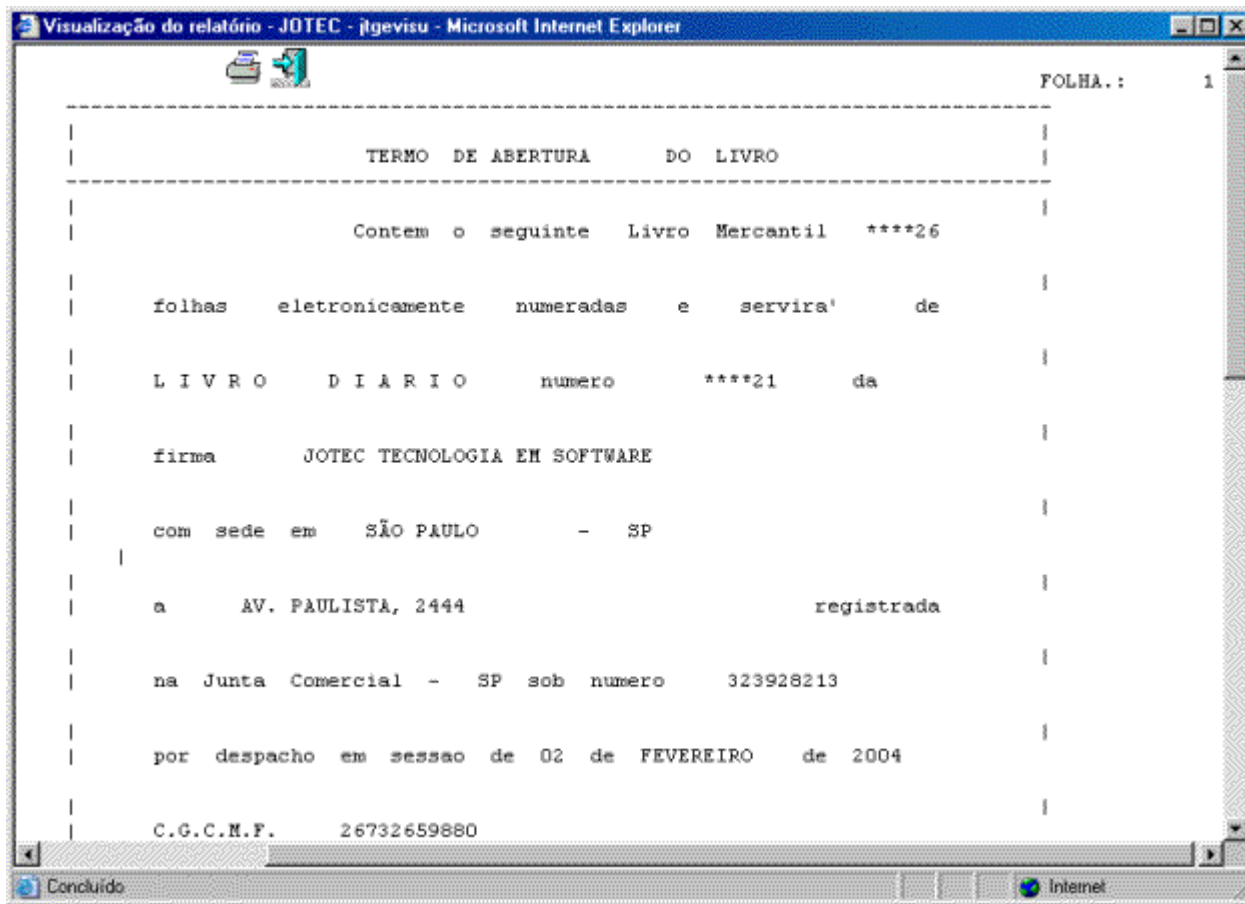 Visualização do relatório - JOTEC - jtgevisu - Microsoft Internet Explorer
FOLHA.: 1
TERMO DE ABERTURA DO LIVRO
Contem o seguinte Livro Mercantil ****26
folhas eletronicamente numeradas e servira' de
L I V R O D I A R I O numero ****21 da
firma JOTEC TECNOLOGIA EM SOFTWARE
com sede em SÃO PAULO - SP
a AV. PAULISTA, 2444 registrada
na Junta Comercial - SP sob numero 323928213
por despacho em sessao de 02 de FEVEREIRO de 2004
C.G.C.M.F. 26732659880
Concluído Internet